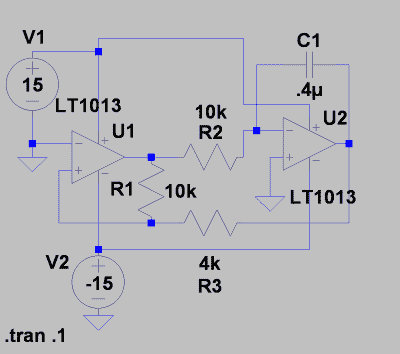 V1
C1
15
LT1013
.4µ
U1
10k
R2
U2
R1
10k
LT1013
V2
4k
-15
R3
.tran .1